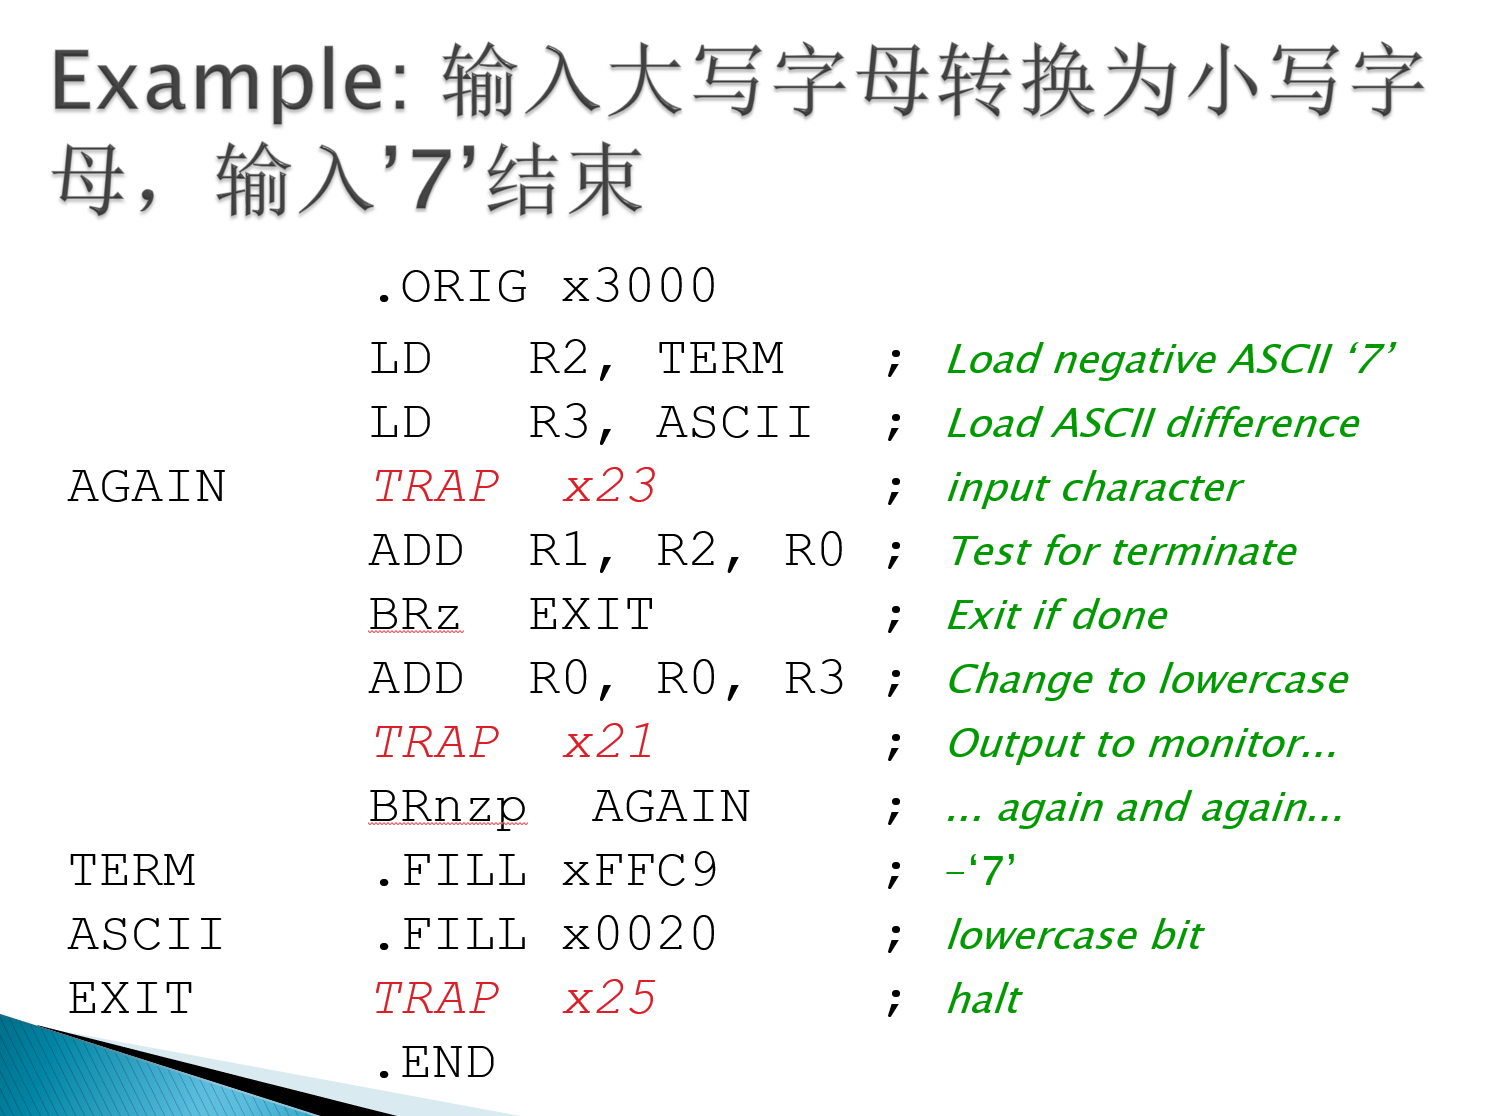 Example: 输入大写字母转换为小写字
母，输入’7’结束
.ORIG x3000
LD R2, TERM ; Load negative ASCII ‘7’
LD R3, ASCII ; Load ASCII difference
AGAIN TRAP x23 ; input character
ADD R1, R2, R0 ; Test for terminate
BRz EXIT ; Exit if done
ADD R0, R0, R3 ; Change to lowercase
TRAP x21 ; Output to monitor...
BRnzp AGAIN ; ... again and again...
TERM .FILL xFFC9 ; -‘7’
ASCII .FILL x0020 ; lowercase bit
EXIT TRAP x25 ; halt
.END